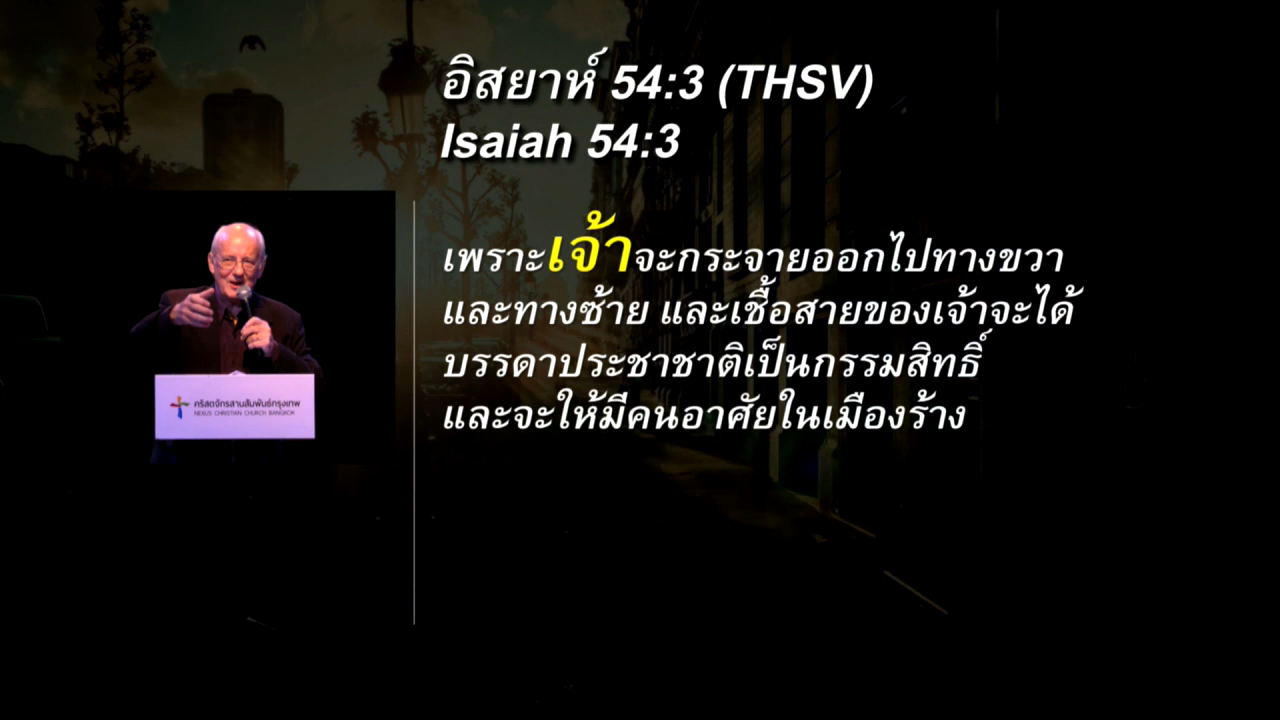 อิสยาห์ 54:3 (THSV)
Isaiah 54:3
เพราะเจ้าจะกระจายออกไปทางขวา
และทางซ้าย และเชื้อสายของเจ้าจะได้
บรรดาประชาชาติเป็นกรรมสิทธิ์
และจะให้มีคนอาศัยในเมืองร้าง
คริสตจักรสานสัมพันธ์กรุงเทพ
NEXUS CHRISTIAN CHURCH BANGKOK